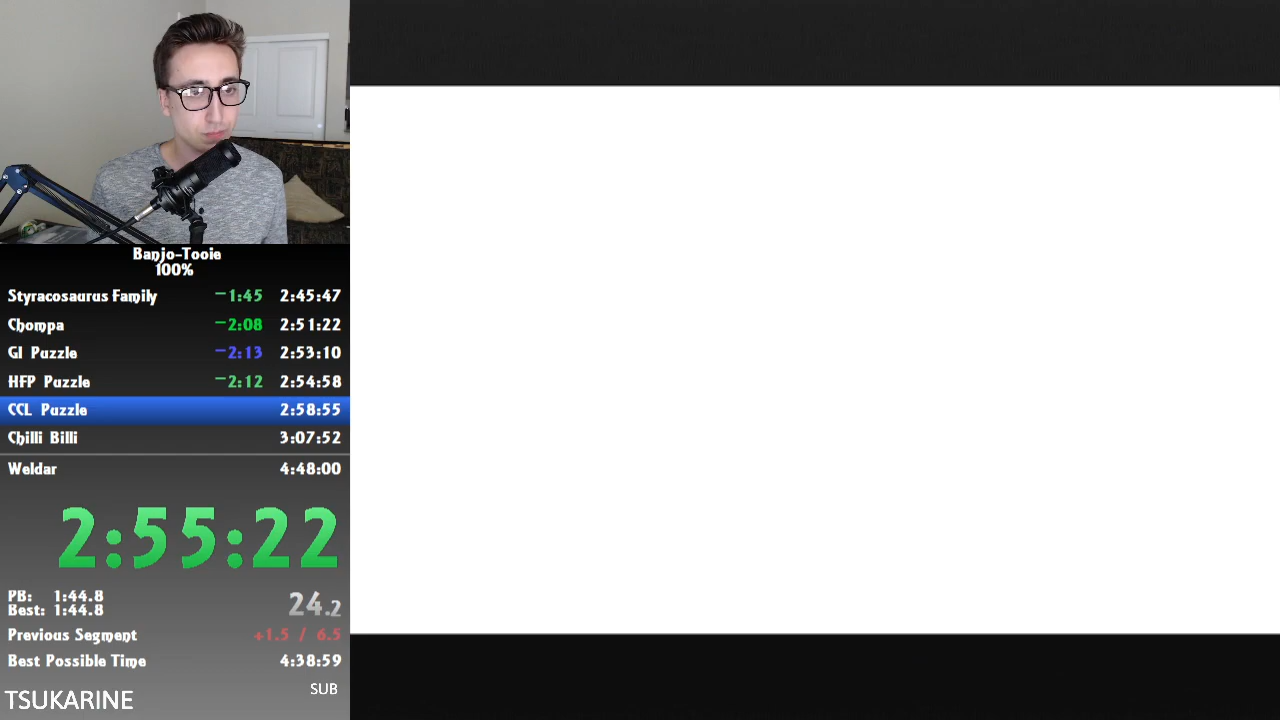 Banjo-Tooie
100%
Styracosaurus Family −1:45 2:45:47
Chompa −2:08 2:51:22
GI Puzzle −2:13 2:53:10
HFP Puzzle −2:12 2:54:58
CCL Puzzle 2:58:55
Chilli Billi 3:07:52
Weldar 4:48:00
2:55:22
PB: 1:44.8
Best: 1:44.8
24.2
Previous Segment +1.5 / 6.5
Best Possible Time 4:38:59
TSUKARINE SUB